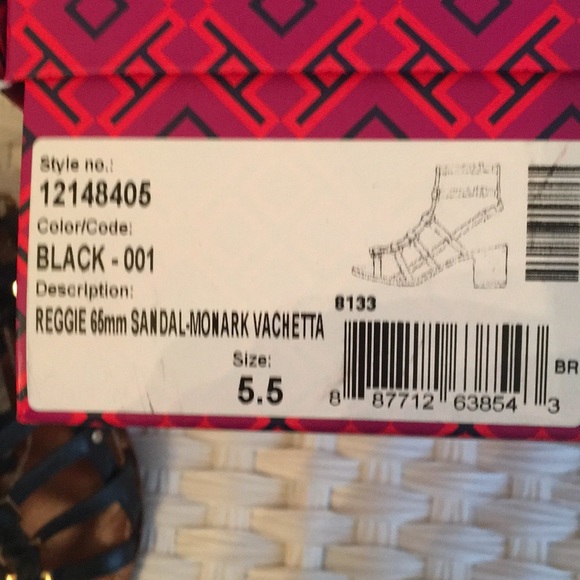 Style no.:
12148405
Color/Code:
BLACK - 001
Description:
REGGIE 65mm SANDAL-MONARK VACHETTA
Size:
5.5
8133
8 87712 63854 3
BR